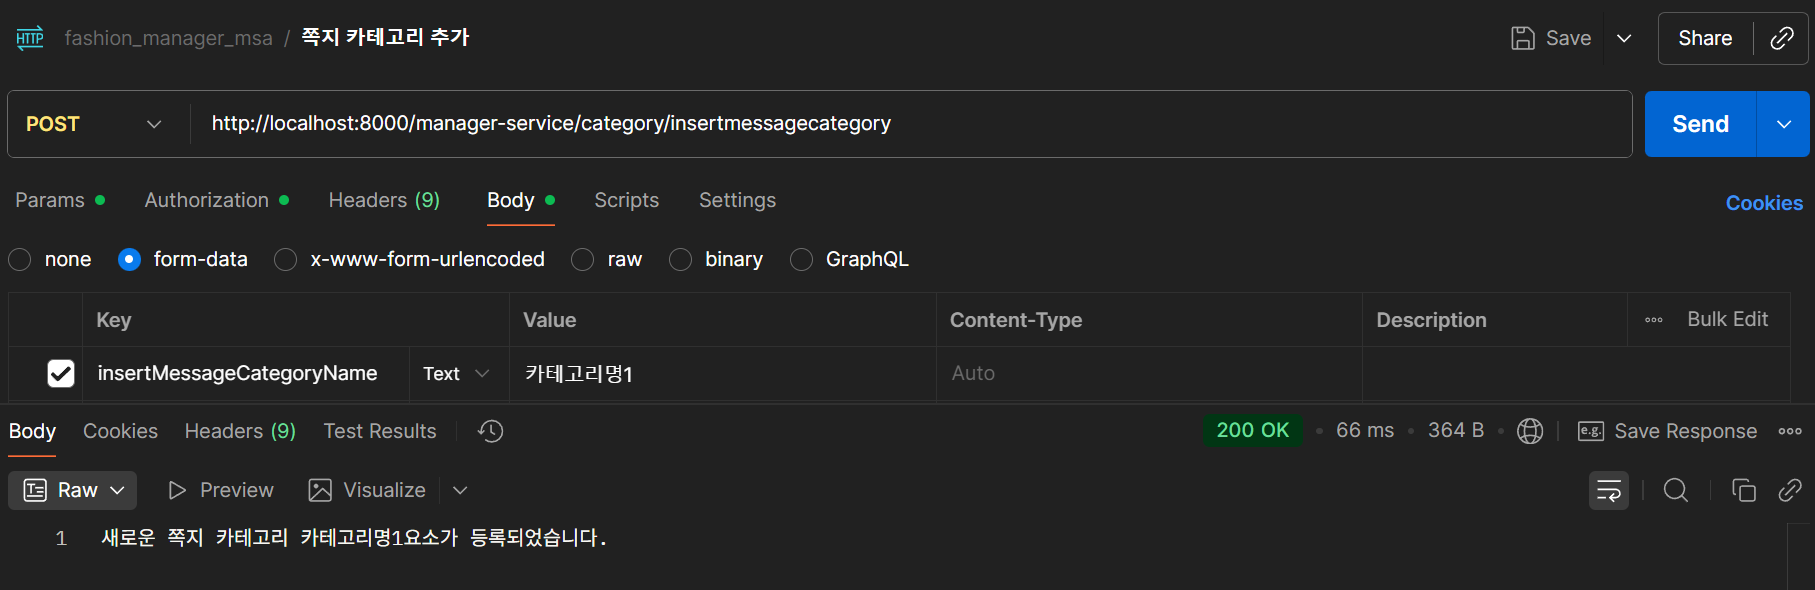 HTTP fashion_manager_msa / 쪽지 카테고리 추가 Save Share
POST http://localhost:8000/manager-service/category/insertmessagecategory Send
Params Authorization Headers (9) Body Scripts Settings Cookies
none form-data x-www-form-urlencoded raw binary GraphQL
Key Value Content-Type Description Bulk Edit
insertMessageCategoryName Text 카테고리명1 Auto
Body Cookies Headers (9) Test Results 200 OK 66 ms 364 B e.g. Save Response
Raw Preview Visualize
1 새로운 쪽지 카테고리 카테고리명1요소가 등록되었습니다.